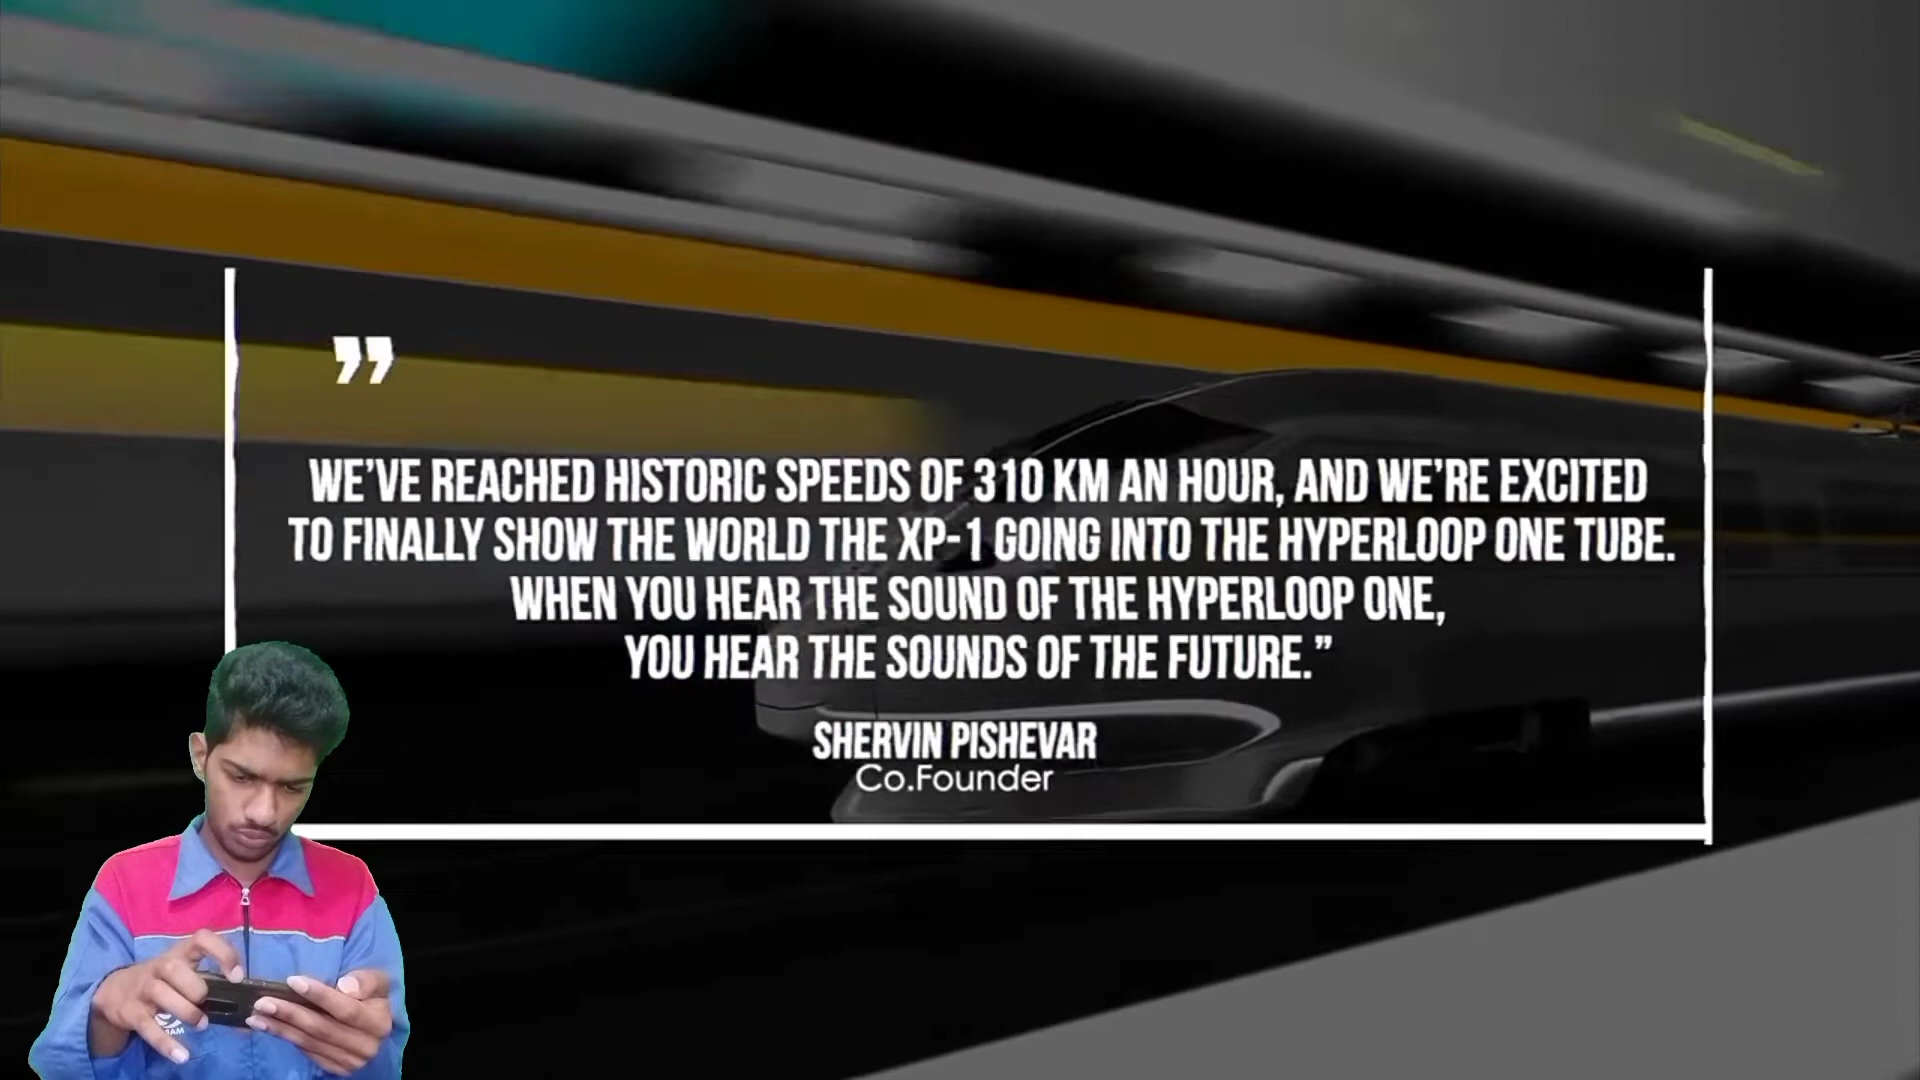 ”
WE’VE REACHED HISTORIC SPEEDS OF 310 KM AN HOUR, AND WE’RE EXCITED
TO FINALLY SHOW THE WORLD THE XP-1 GOING INTO THE HYPERLOOP ONE TUBE.
WHEN YOU HEAR THE SOUND OF THE HYPERLOOP ONE,
YOU HEAR THE SOUNDS OF THE FUTURE.”
SHERVIN PISHEVAR
Co.Founder